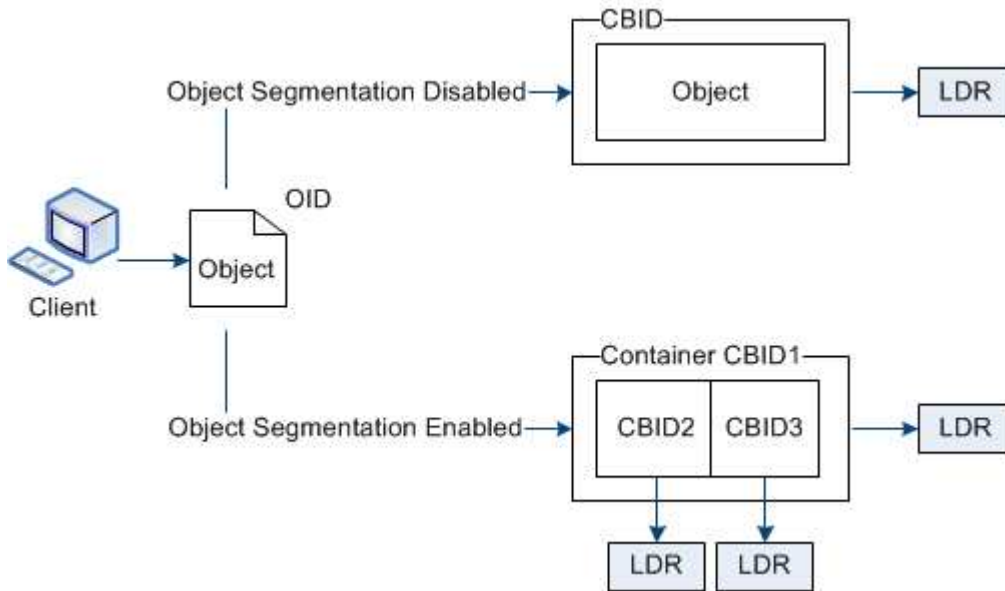 CBID
Object Segmentation Disabled
Object
LDR
OID
Object
Client
Container CBID1
Object Segmentation Enabled
CBID2
CBID3
LDR
LDR
LDR